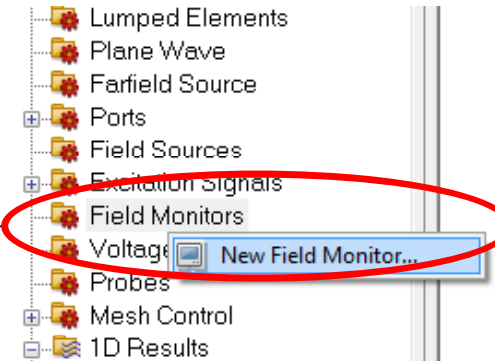 Lumped Elements
Plane Wave
Farfield Source
Ports
Field Sources
Excitation Signals
Field Monitors
Voltage
New Field Monitor...
Probes
Mesh Control
1D Results